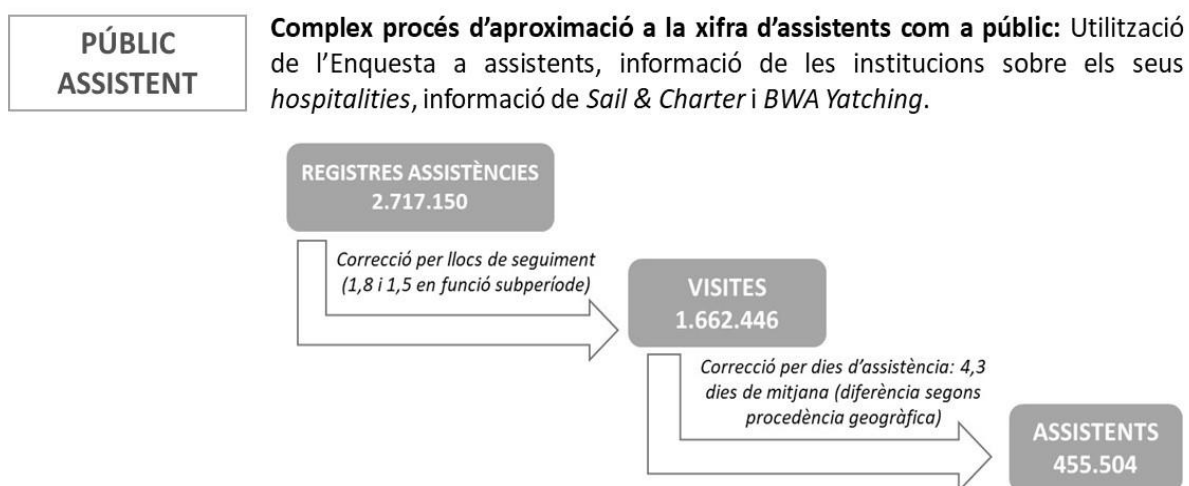 PÚBLIC
ASSISTENT
Complex procés d’aproximació a la xifra d’assistents com a públic: Utilització
de l’Enquesta a assistents, informació de les institucions sobre els seus
hospitalities, informació de Sail & Charter i BWA Yatching.
REGISTRES ASSISTÈNCIES
2.717.150
Correcció per llocs de seguiment
(1,8 i 1,5 en funció subperíode)
VISITES
1.662.446
Correcció per dies d’assistència: 4,3
dies de mitjana (diferència segons
procedència geogràfica)
ASSISTENTS
455.504